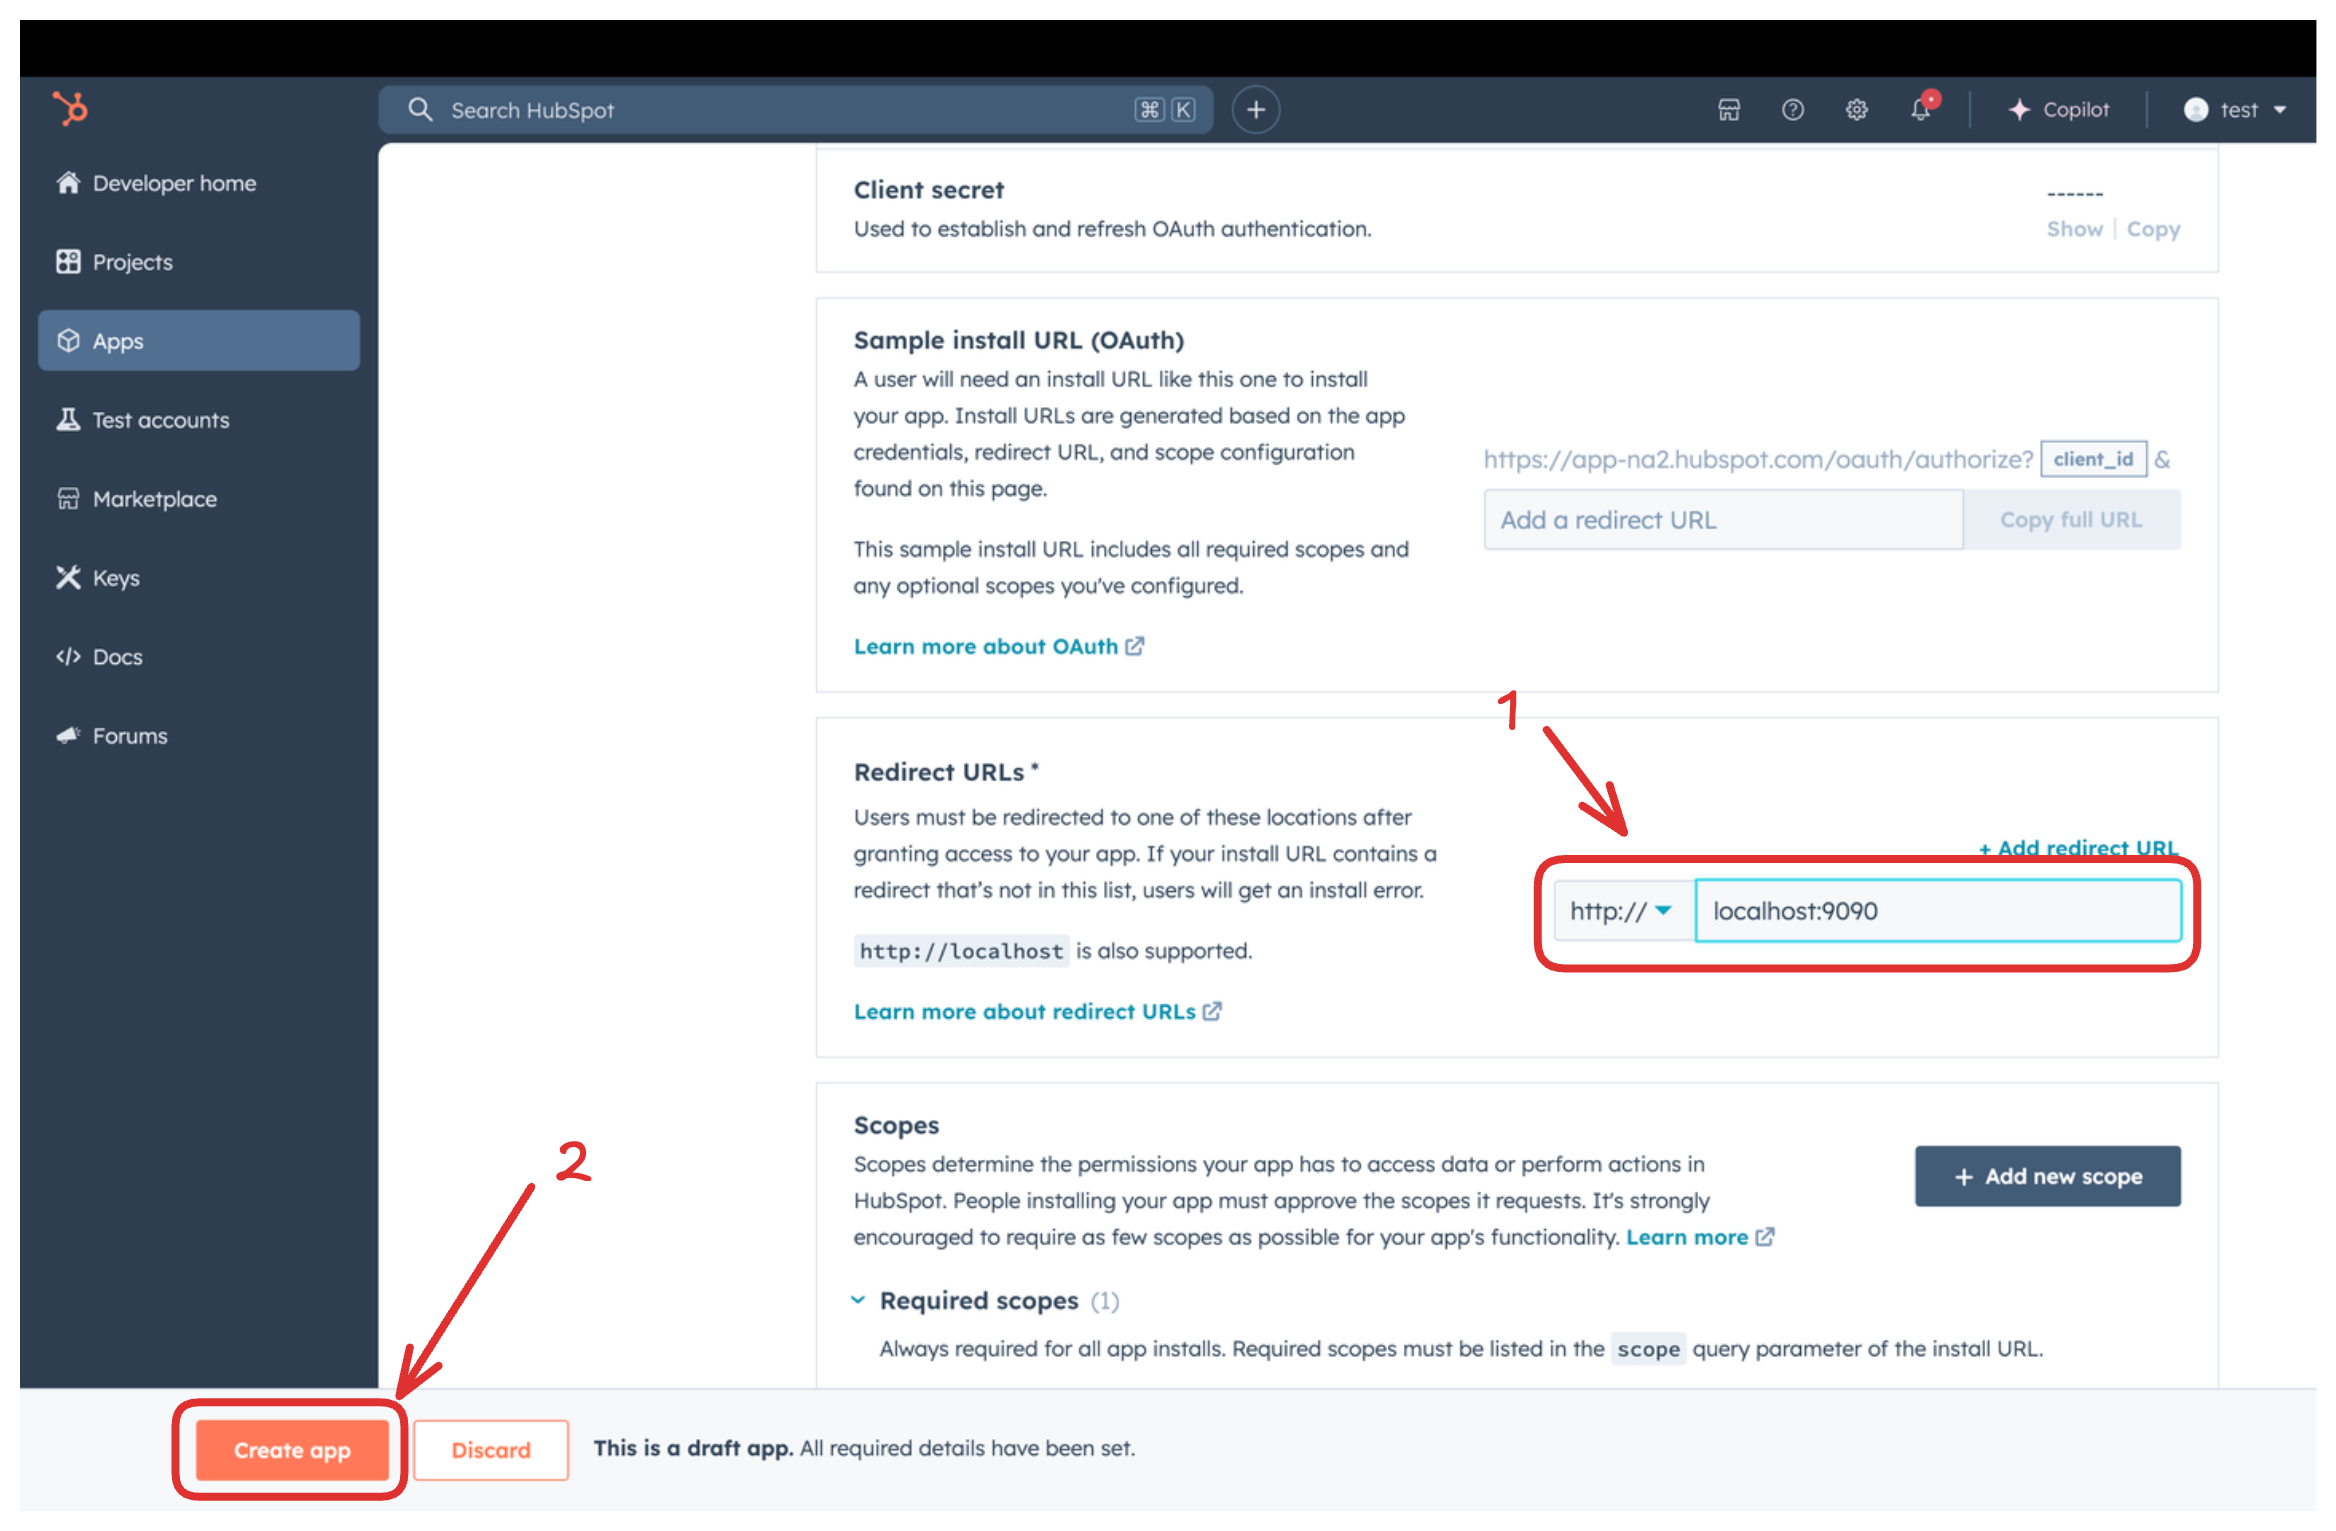 Search HubSpot
⌘ K
+
Copilot
test
Developer home
Projects
Apps
Test accounts
Marketplace
Keys
Docs
Forums
Client secret
Used to establish and refresh OAuth authentication.
------
Show | Copy
Sample install URL (OAuth)
A user will need an install URL like this one to install
your app. Install URLs are generated based on the app
credentials, redirect URL, and scope configuration
found on this page.
This sample install URL includes all required scopes and
any optional scopes you've configured.
Learn more about OAuth
https://app-na2.hubspot.com/oauth/authorize? client_id &
Add a redirect URL
Copy full URL
1
Redirect URLs *
Users must be redirected to one of these locations after
granting access to your app. If your install URL contains a
redirect that's not in this list, users will get an install error.
http://localhost is also supported.
Learn more about redirect URLs
+ Add redirect URL
http://
localhost:9090
Scopes
Scopes determine the permissions your app has to access data or perform actions in
HubSpot. People installing your app must approve the scopes it requests. It's strongly
encouraged to require as few scopes as possible for your app's functionality. Learn more
+ Add new scope
Required scopes (1)
Always required for all app installs. Required scopes must be listed in the scope query parameter of the install URL.
2
Create app
Discard
This is a draft app. All required details have been set.